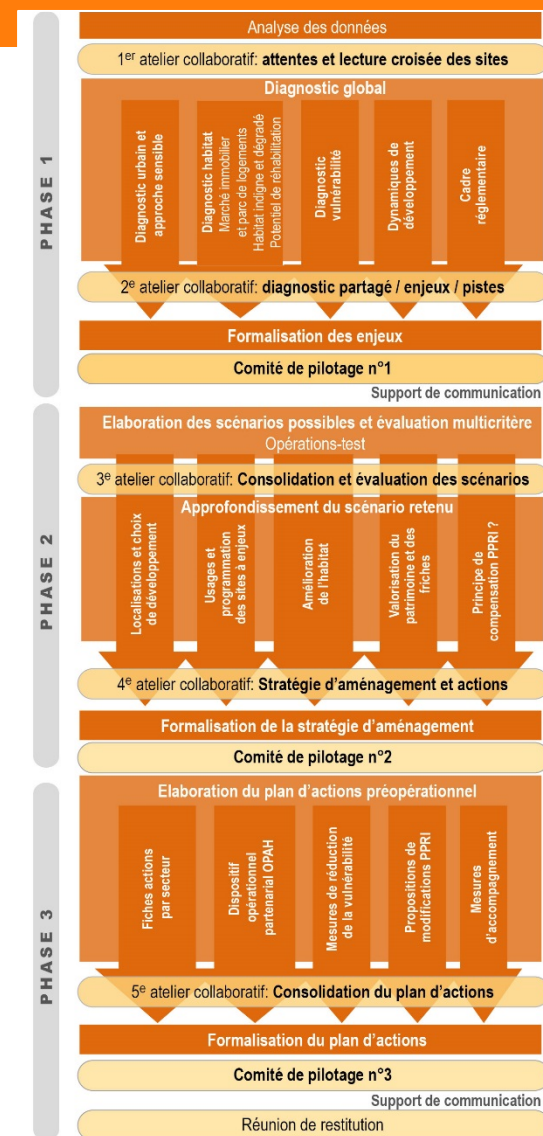 PHASE 1
Analyse des données
1er atelier collaboratif: attentes et lecture croisée des sites
Diagnostic global
Diagnostic urbain et
approche sensible
Diagnostic habitat
Marché immobilier
et parc de logements
Habitat indigne et dégradé
Potentiel de réhabilitation
Diagnostic
vulnérabilité
Dynamiques de
développement
Cadre
réglementaire
2e atelier collaboratif: diagnostic partagé / enjeux / pistes
Formalisation des enjeux
Comité de pilotage n°1
Support de communication
PHASE 2
Elaboration des scénarios possibles et évaluation multicritère
Opérations-test
3e atelier collaboratif: Consolidation et évaluation des scénarios
Approfondissement du scénario retenu
Localisations et choix
de développement
Usages et
programmation
des sites à enjeux
Amélioration
de l'habitat
Valorisation du
patrimoine et des
friches
Principe de
compensation PPRI ?
4e atelier collaboratif: Stratégie d'aménagement et actions
Formalisation de la stratégie d'aménagement
Comité de pilotage n°2
PHASE 3
Elaboration du plan d'actions préopérationnel
Fiches actions
par secteur
Dispositif
opérationnel
partenarial OPAH
Mesures de réduction
de la vulnérabilité
Propositions de
modifications PPRI
Mesures
d'accompagnement
5e atelier collaboratif: Consolidation du plan d'actions
Formalisation du plan d'actions
Comité de pilotage n°3
Support de communication
Réunion de restitution